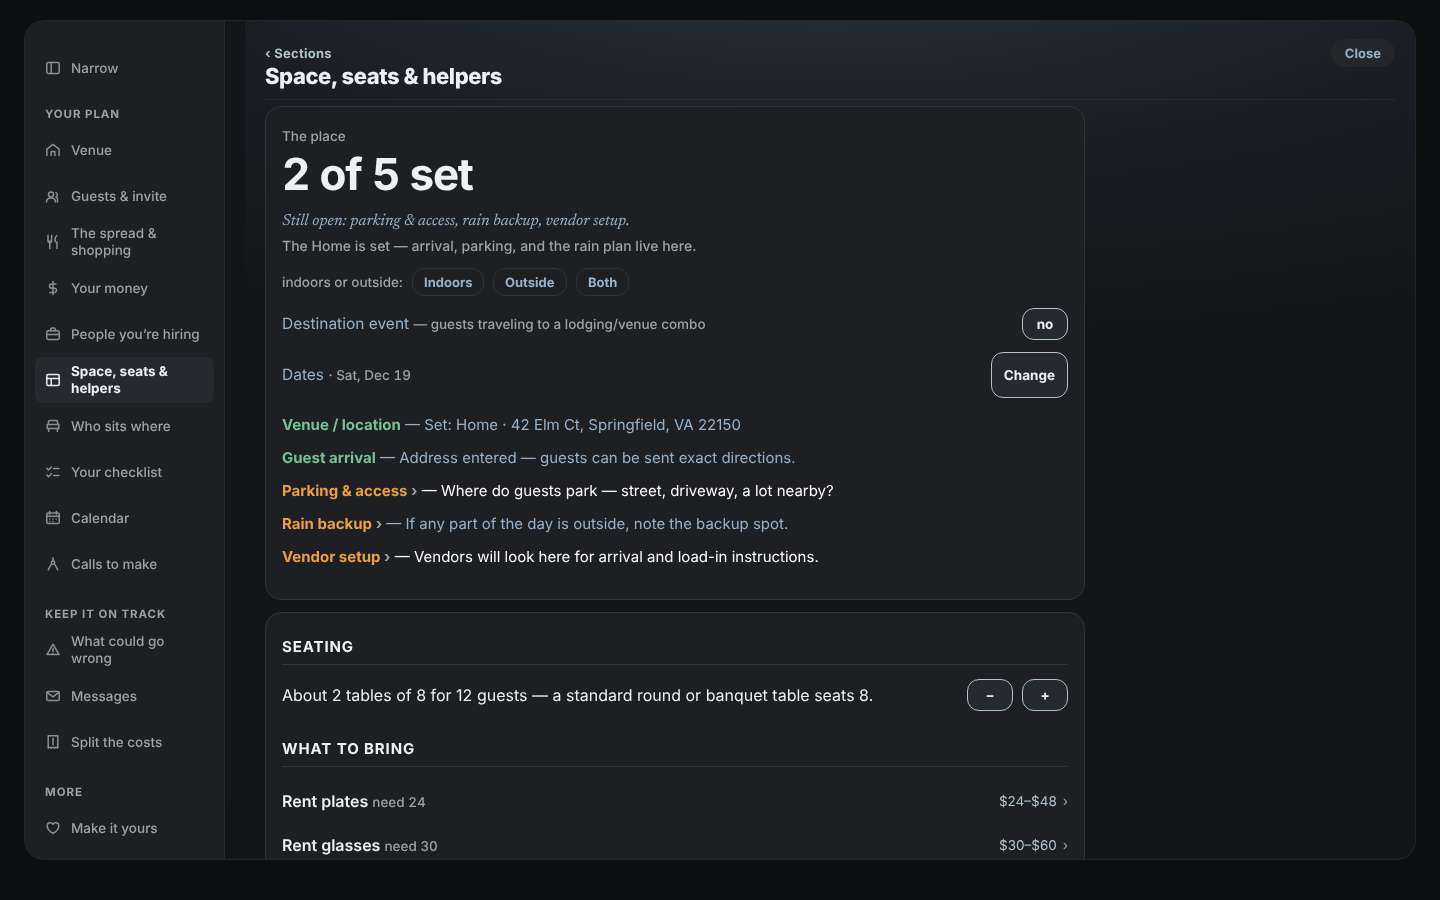 Narrow
YOUR PLAN
Venue
Guests & invite
The spread &
shopping
Your money
People you’re hiring
Space, seats &
helpers
Who sits where
Your checklist
Calendar
Calls to make
KEEP IT ON TRACK
What could go
wrong
Messages
Split the costs
MORE
Make it yours
‹ Sections
Space, seats & helpers
Close
The place
2 of 5 set
Still open: parking & access, rain backup, vendor setup.
The Home is set — arrival, parking, and the rain plan live here.
indoors or outside: Indoors Outside Both
Destination event — guests traveling to a lodging/venue combo no
Dates · Sat, Dec 19 Change
Venue / location — Set: Home · 42 Elm Ct, Springfield, VA 22150
Guest arrival — Address entered — guests can be sent exact directions.
Parking & access › — Where do guests park — street, driveway, a lot nearby?
Rain backup › — If any part of the day is outside, note the backup spot.
Vendor setup › — Vendors will look here for arrival and load-in instructions.
SEATING
About 2 tables of 8 for 12 guests — a standard round or banquet table seats 8. − +
WHAT TO BRING
Rent plates need 24 $24–$48 ›
Rent glasses need 30 $30–$60 ›